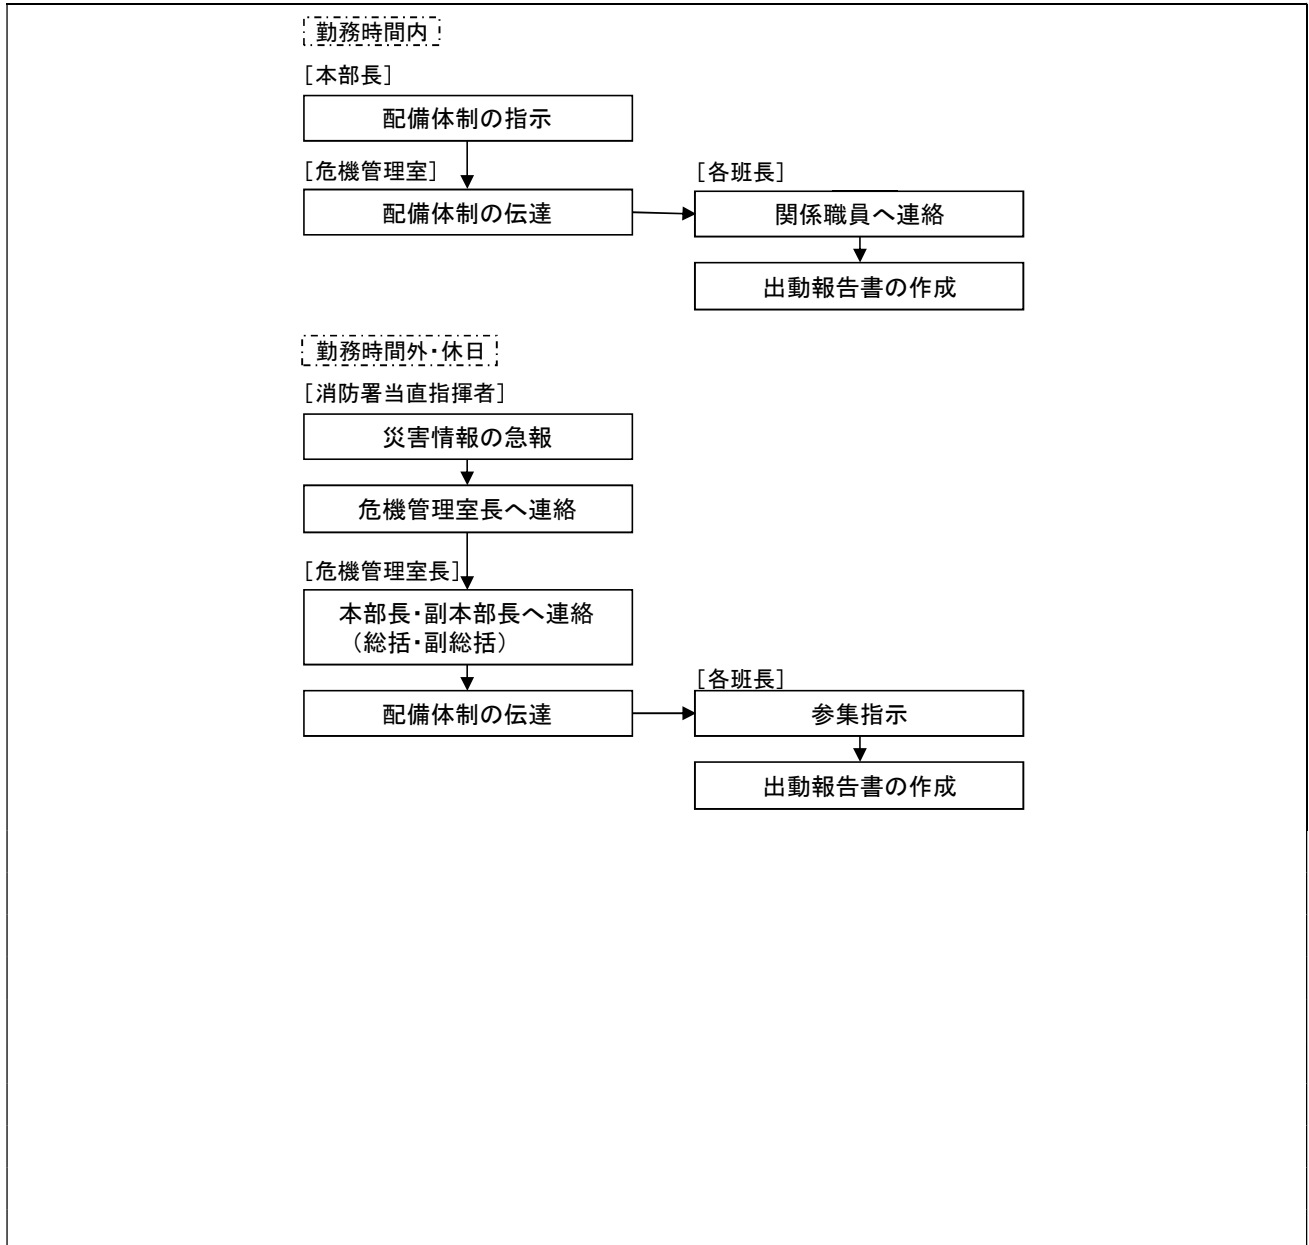 勤務時間内
［本部長］
配備体制の指示
［危機管理室］
配備体制の伝達
［各班長］
関係職員へ連絡
出動報告書の作成
勤務時間外・休日
［消防署当直指揮者］
災害情報の急報
危機管理室長へ連絡
［危機管理室長］
本部長・副本部長へ連絡
（総括・副総括）
配備体制の伝達
［各班長］
参集指示
出動報告書の作成